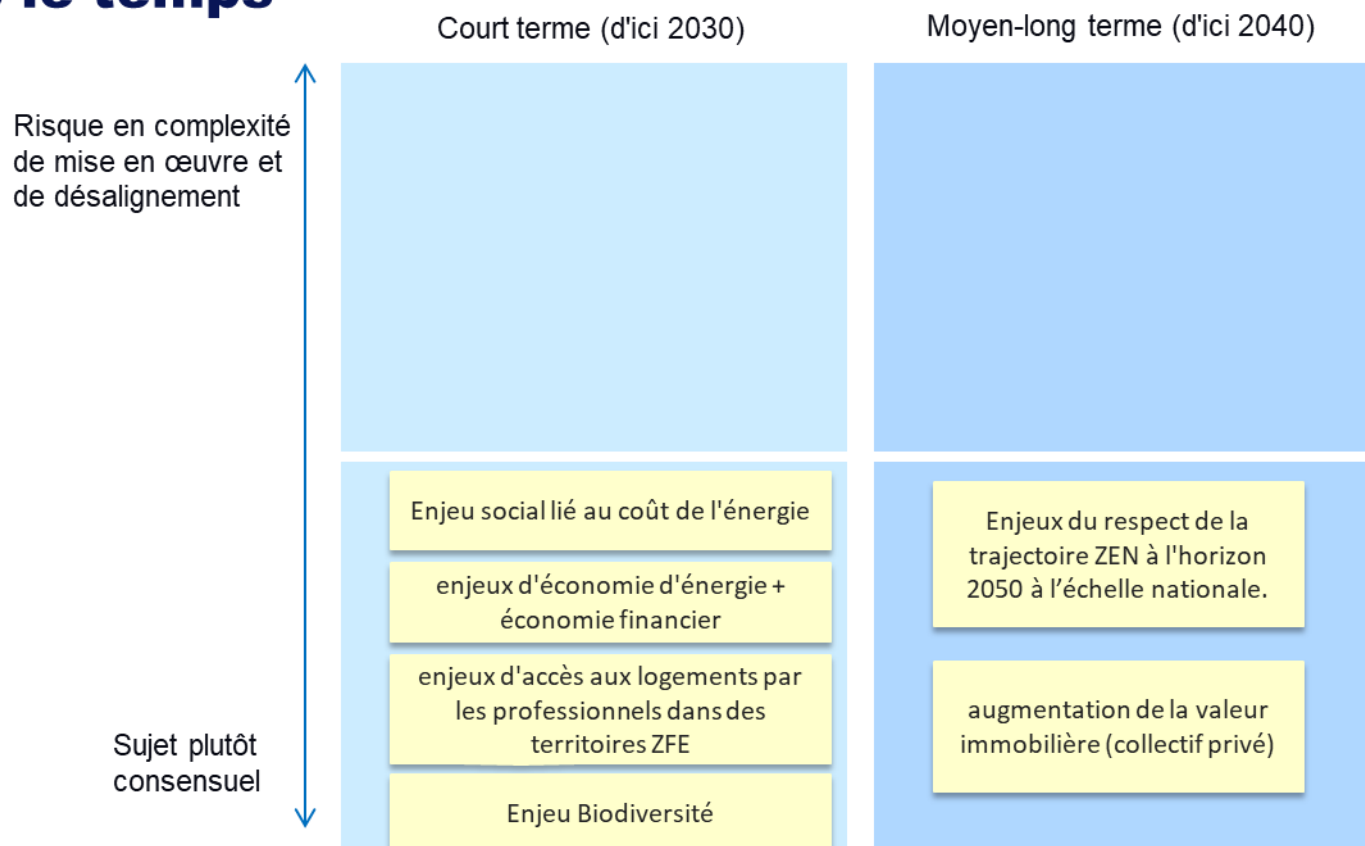 le temps
Court terme (d'ici 2030)
Moyen-long terme (d'ici 2040)
Risque en complexité
de mise en œuvre et
de désalignement
Enjeu social lié au coût de l'énergie
enjeux d'économie d'énergie +
économie financier
enjeux d'accès aux logements par
les professionnels dans des
territoires ZFE
Enjeu Biodiversité
Enjeux du respect de la
trajectoire ZEN à l'horizon
2050 à l’échelle nationale.
augmentation de la valeur
immobilière (collectif privé)
Sujet plutôt
consensuel